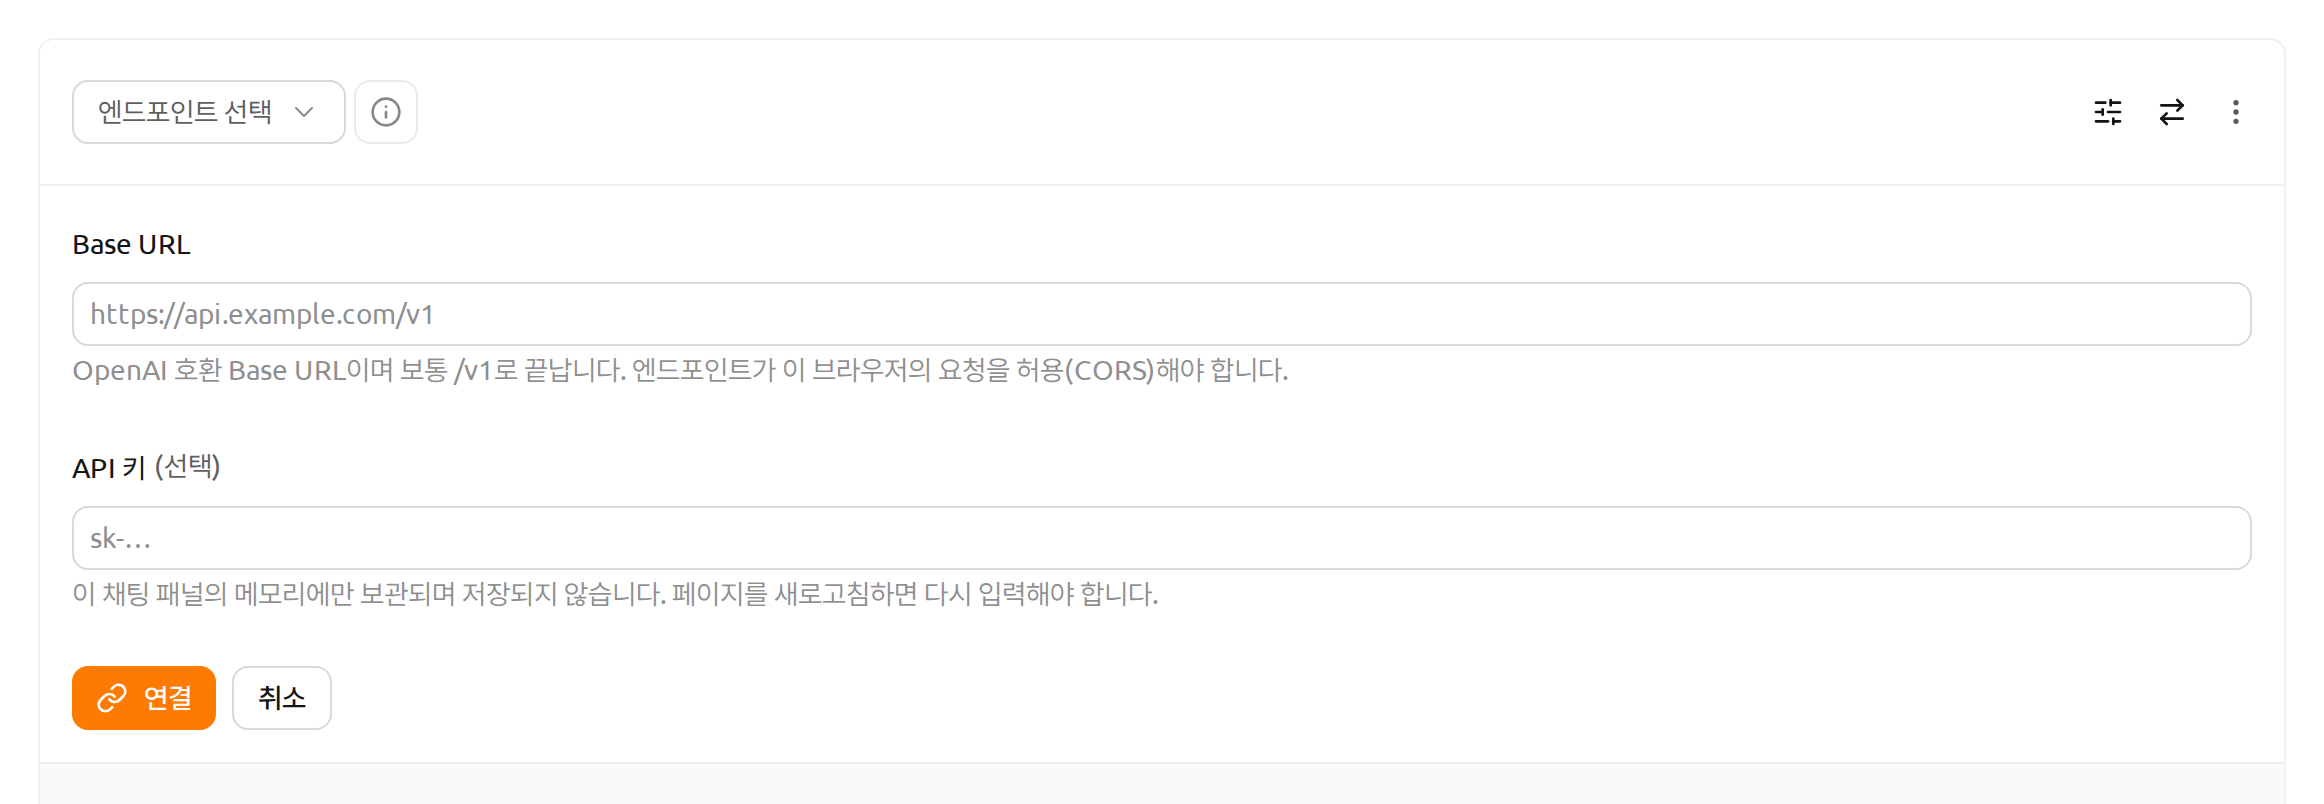 엔드포인트 선택
Base URL
https://api.example.com/v1
OpenAI 호환 Base URL이며 보통 /v1로 끝납니다. 엔드포인트가 이 브라우저의 요청을 허용(CORS)해야 합니다.
API 키 (선택)
sk-...
이 채팅 패널의 메모리에만 보관되며 저장되지 않습니다. 페이지를 새로고침하면 다시 입력해야 합니다.
연결 취소